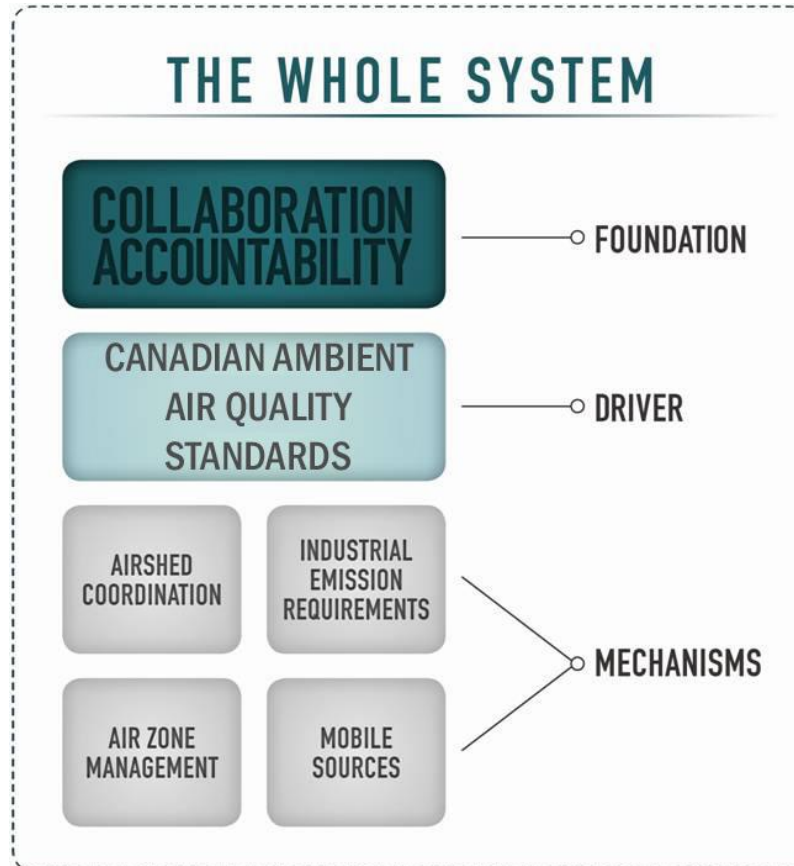 THE WHOLE SYSTEM
COLLABORATION
ACCOUNTABILITY
FOUNDATION
CANADIAN AMBIENT
AIR QUALITY
STANDARDS
DRIVER
AIRSHED
COORDINATION
INDUSTRIAL
EMISSION
REQUIREMENTS
MECHANISMS
AIR ZONE
MANAGEMENT
MOBILE
SOURCES